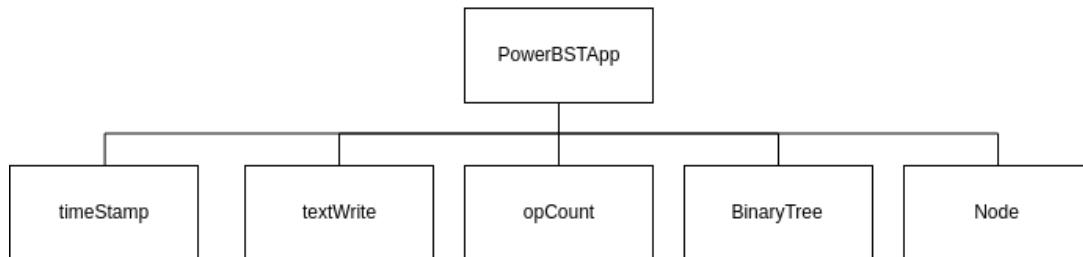 PowerBSTApp
timeStamp
textWrite
opCount
BinaryTree
Node